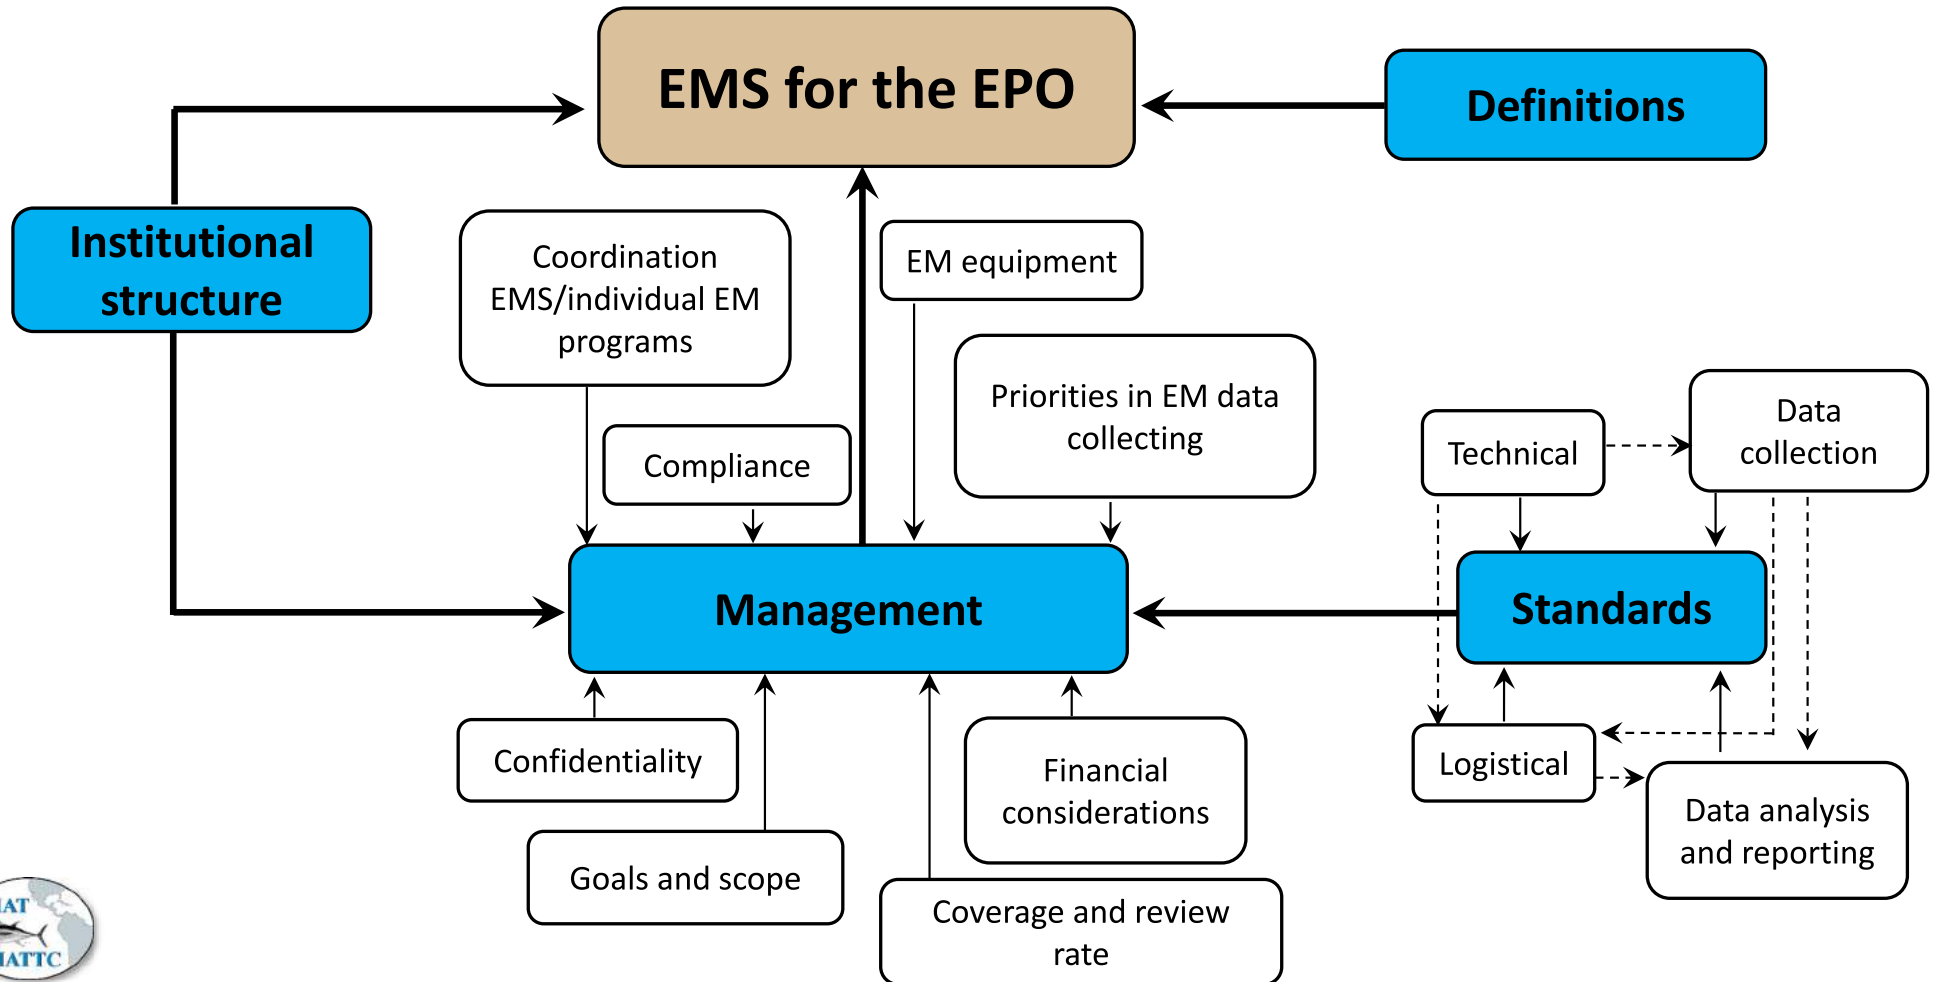 EMS for the EPO
Definitions
Institutional
structure
Coordination
EMS/individual EM
programs
EM equipment
Priorities in EM data
collecting
Compliance
Technical
Data
collection
Management
Standards
Confidentiality
Financial
considerations
Logistical
Goals and scope
Data analysis
and reporting
Coverage and review
rate
IAT
IATTC